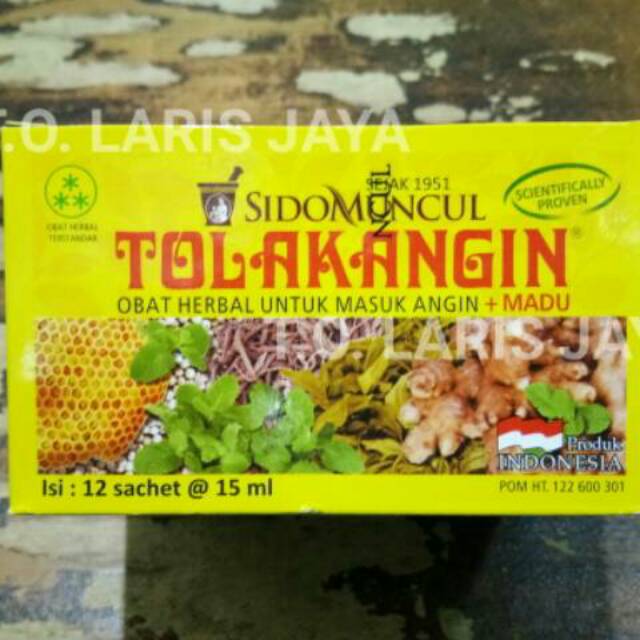 P.O. LARIS JAYA
SEJAK 1951
SIDOMUNCUL
SCIENTIFICALLY
PROVEN
OBAT HERBAL
TERSTANDAR
TOLAKANGIN®
OBAT HERBAL UNTUK MASUK ANGIN + MADU
P.O. LARIS JA
Produk
INDONESIA
Isi : 12 sachet @ 15 ml
POM HT. 122 600 301